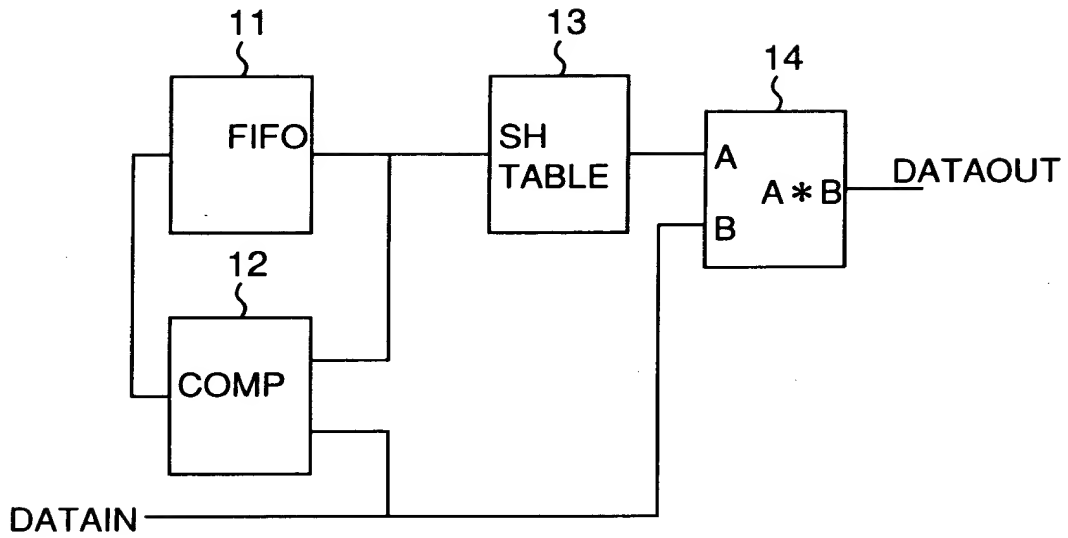 11
13
14
FIFO
SH
TABLE
A
A * B
B
DATAOUT
12
COMP
DATAIN